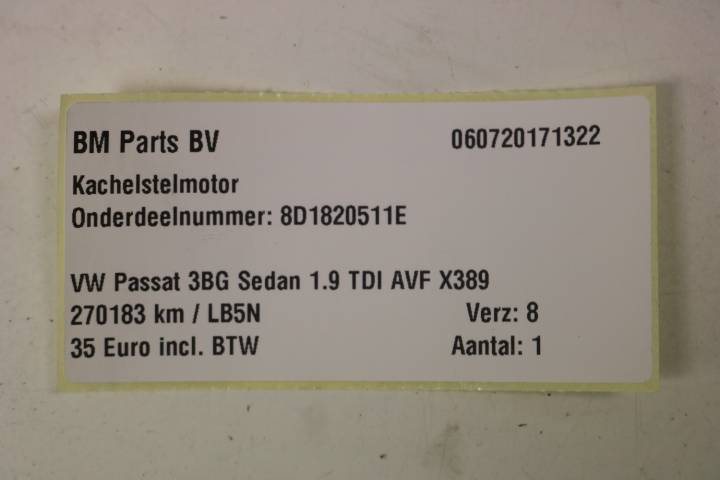 BM Parts BV 060720171322
Kachelstelmotor
Onderdeelnummer: 8D1820511E
VW Passat 3BG Sedan 1.9 TDI AVF X389
270183 km / LB5N Verz: 8
35 Euro incl. BTW Aantal: 1